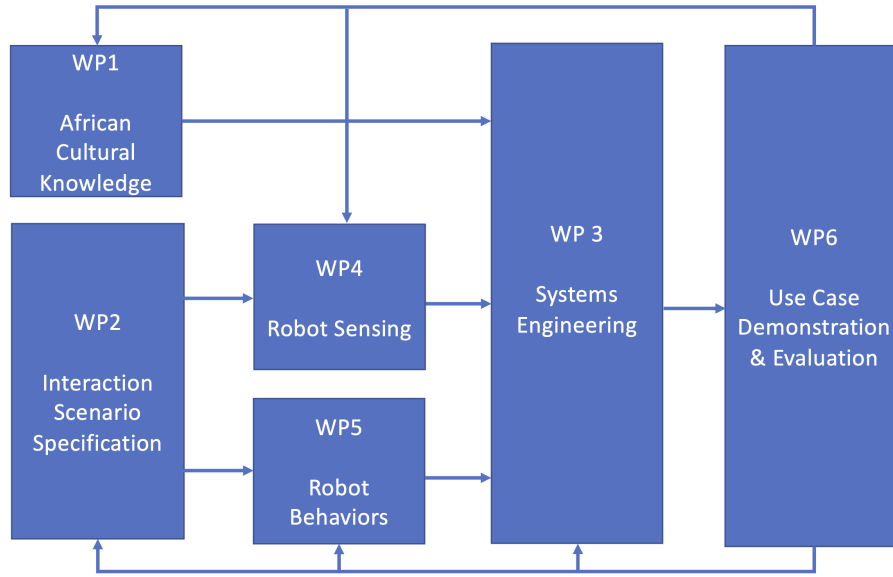 WP1
African
Cultural
Knowledge
WP2
Interaction
Scenario
Specification
WP4
Robot Sensing
WP5
Robot
Behaviors
WP 3
Systems
Engineering
WP6
Use Case
Demonstration
& Evaluation